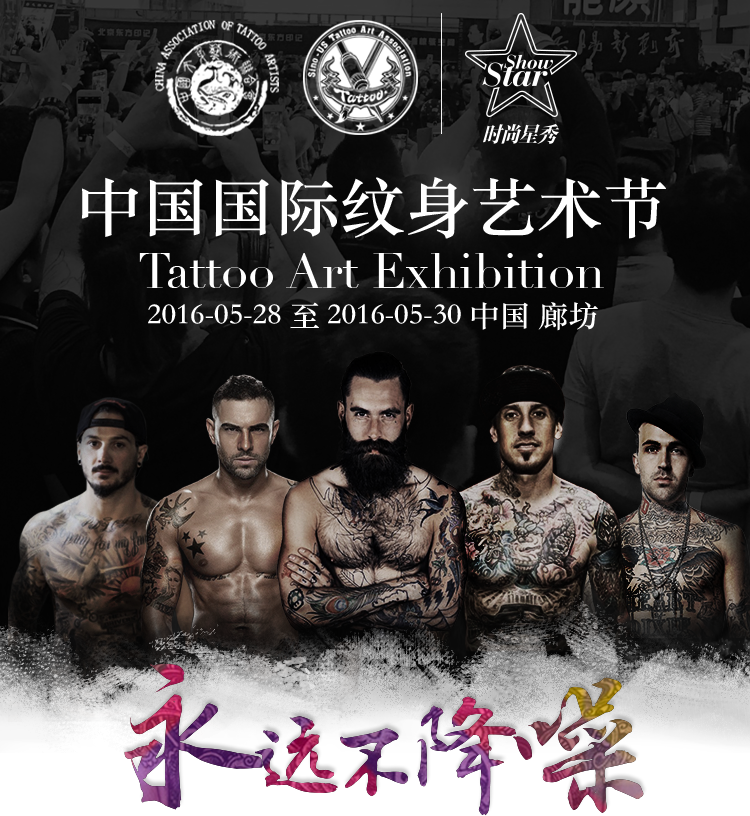 CHINA ASSOCIATION OF TATTOO ARTISTS
Sino-US Tattoo Art Association
Tattoo
Show
Star
时尚星秀
中国国际纹身艺术节
Tattoo Art Exhibition
2016-05-28 至 2016-05-30 中国 廊坊
永远不降噪